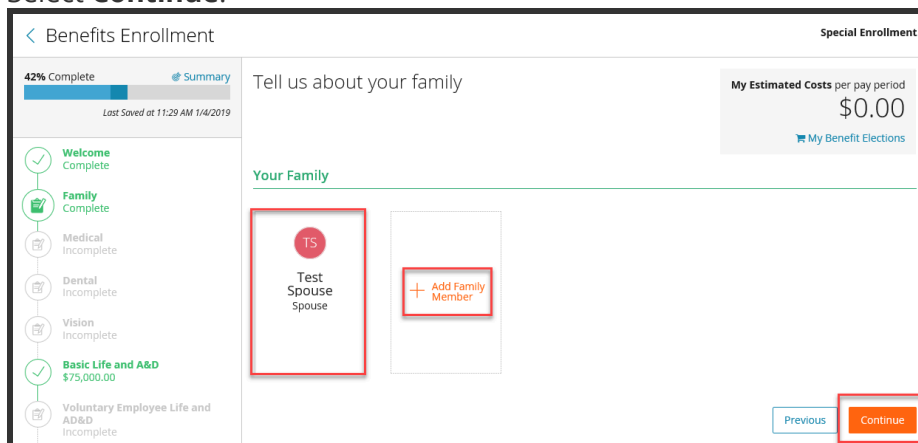 Select Continue.
Benefits Enrollment
Special Enrollment
42% Complete
Summary
Last Saved at 11:29 AM 1/4/2019
Welcome
Complete
Family
Complete
Medical
Incomplete
Dental
Incomplete
Vision
Incomplete
Basic Life and A&D
$75,000.00
Voluntary Employee Life and
AD&D
Incomplete
Tell us about your family
My Estimated Costs per pay period
$0.00
My Benefit Elections
Your Family
TS
Test
Spouse
Spouse
+ Add Family
Member
Previous
Continue